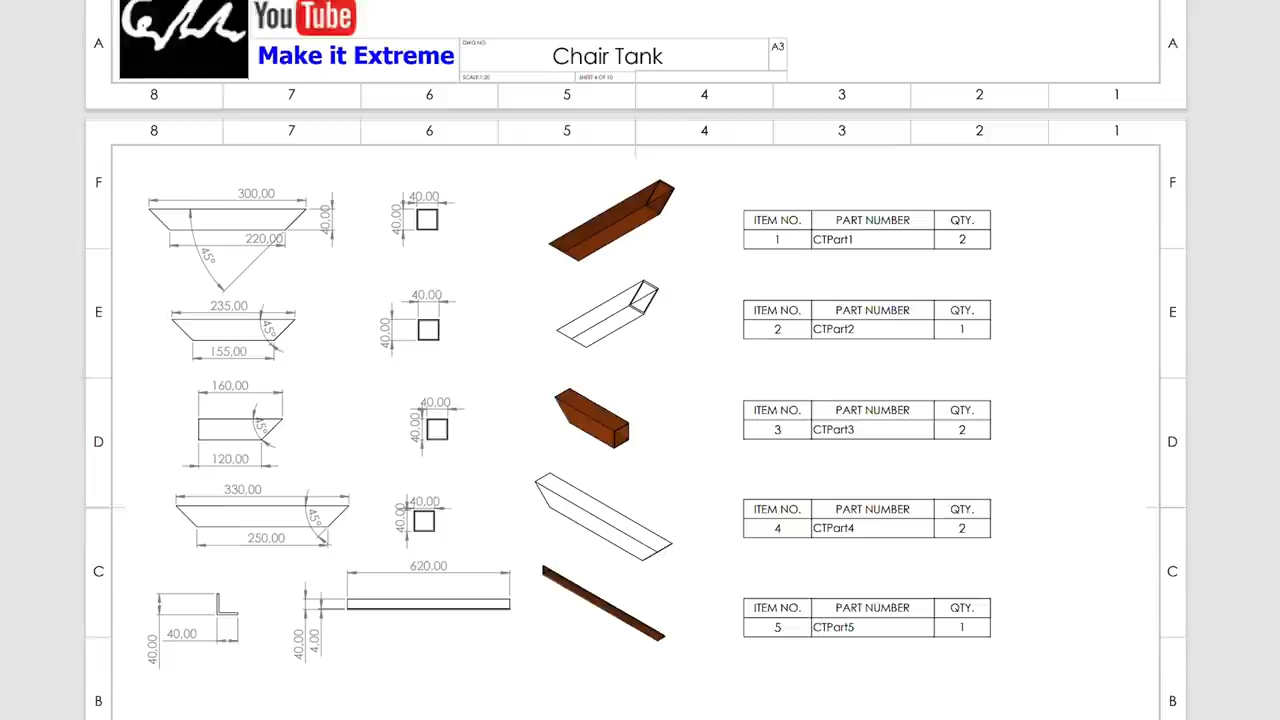 You Tube
Make it Extreme
DWG NO.
Chair Tank
A3
SCALE:1:20
SHEET 4 OF 10
A
A
8 7 6 5 4 3 2 1
8 7 6 5 4 3 2 1
F
F
300,00
40,00
220,00
45°
40,00
40,00
ITEM NO. PART NUMBER QTY.
1 CTPart1 2
E
E
235,00
45°
155,00
40,00
40,00
ITEM NO. PART NUMBER QTY.
2 CTPart2 1
D
D
160,00
45°
120,00
40,00
40,00
ITEM NO. PART NUMBER QTY.
3 CTPart3 2
330,00
45°
250,00
40,00
40,00
ITEM NO. PART NUMBER QTY.
4 CTPart4 2
C
C
40,00
40,00
620,00
40,00
4,00
ITEM NO. PART NUMBER QTY.
5 CTPart5 1
B
B